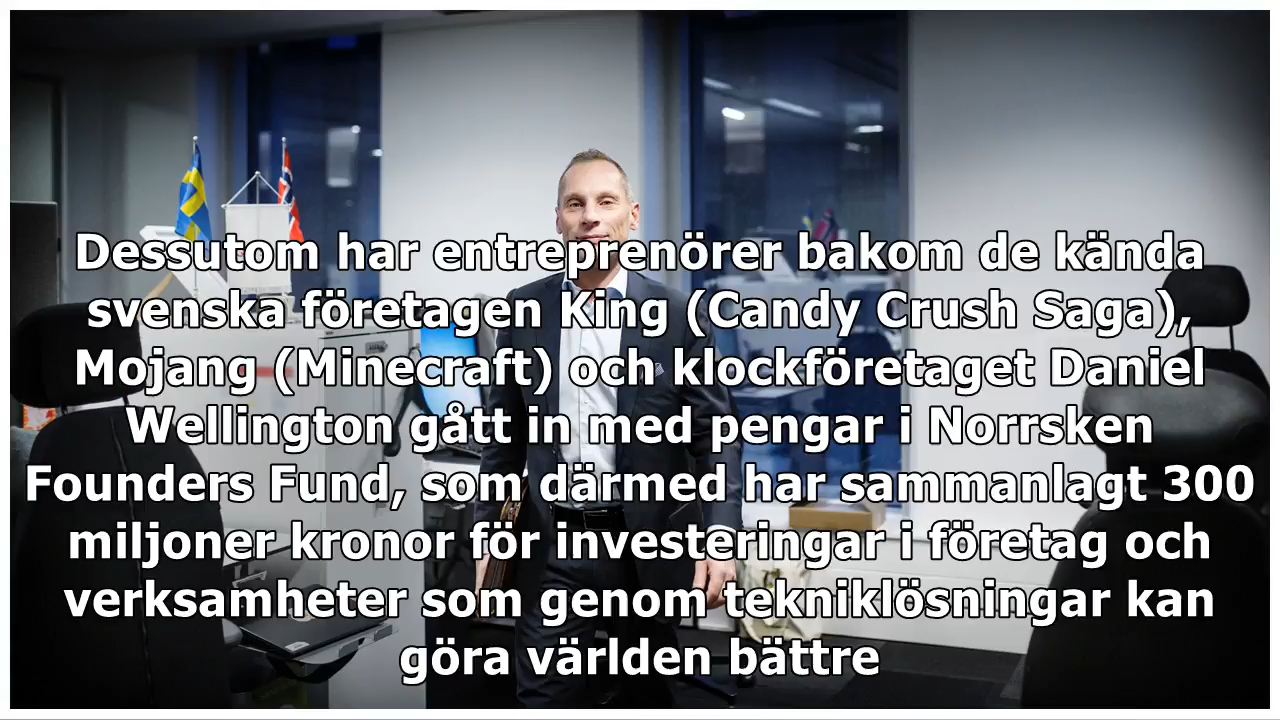 Dessutom har entreprenörer bakom de kända
svenska företagen King (Candy Crush Saga),
Mojang (Minecraft) och klockföretaget Daniel
Wellington gått in med pengar i Norrsken
Founders Fund, som därmed har sammanlagt 300
miljoner kronor för investeringar i företag och
verksamheter som genom tekniklösningar kan
göra världen bättre